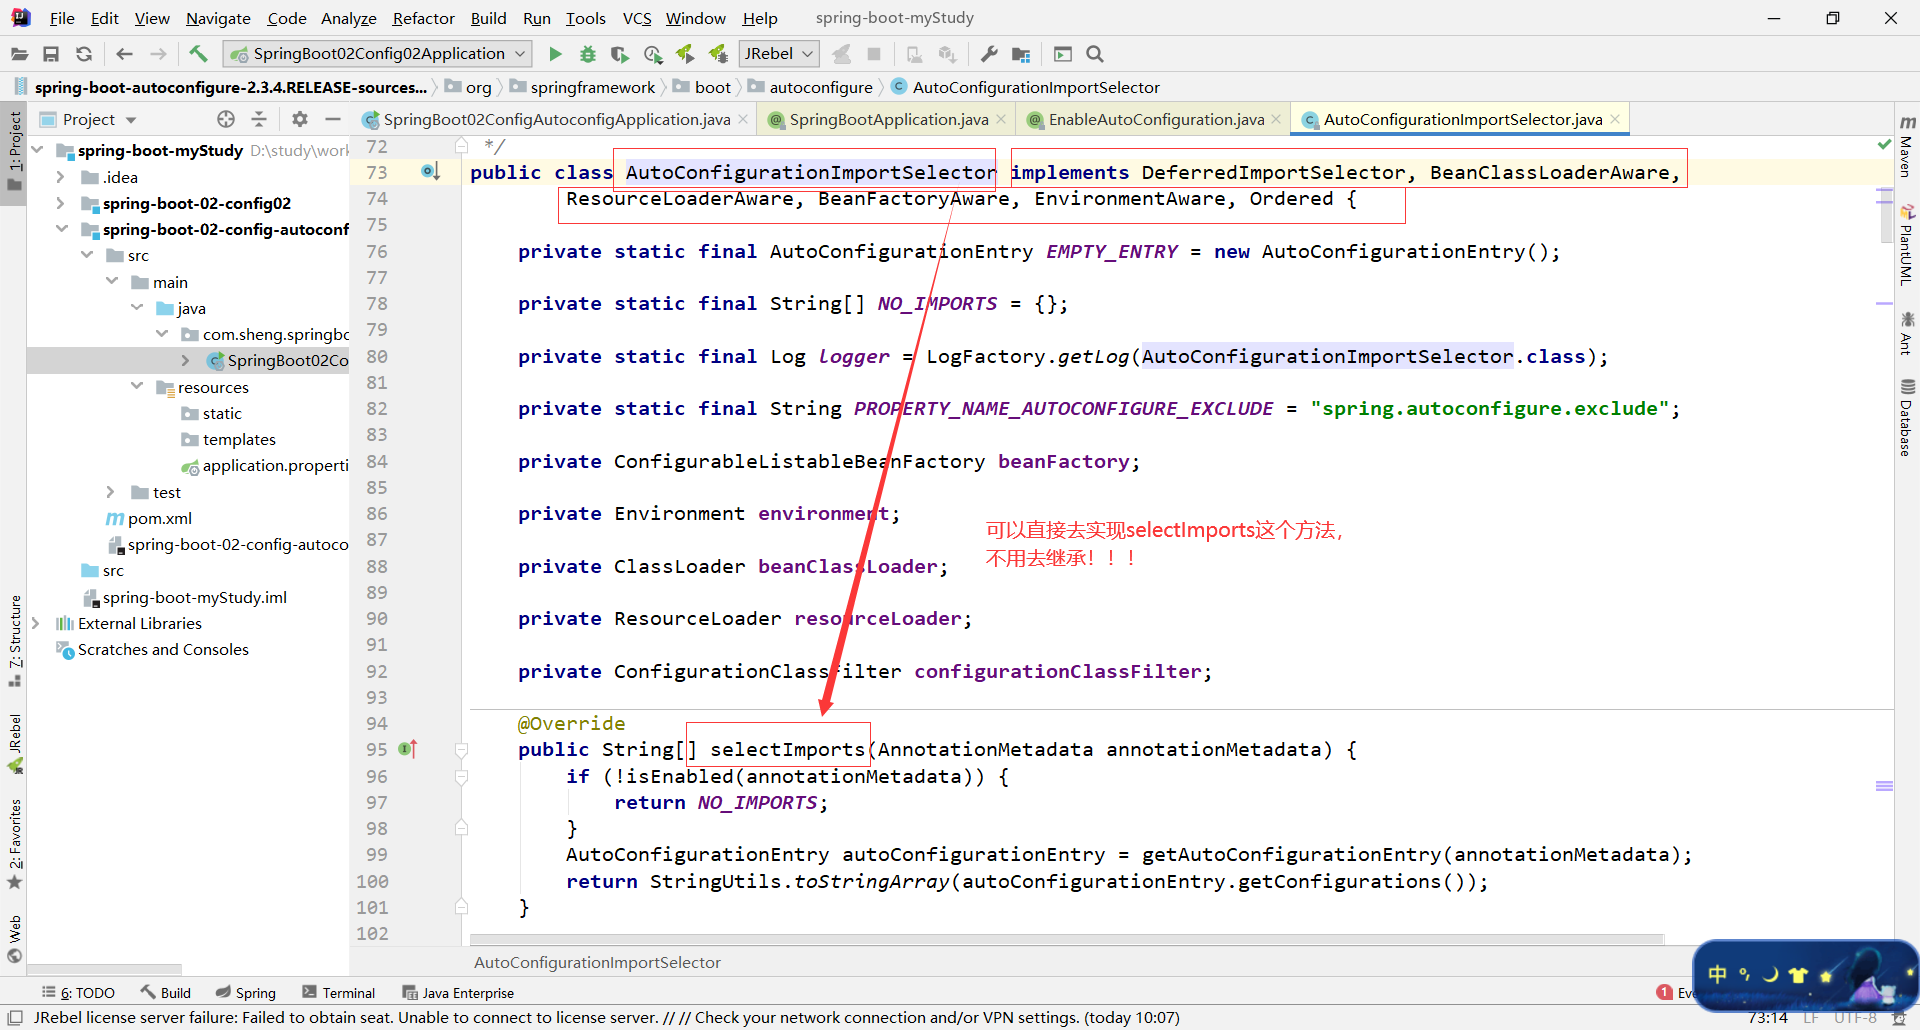 File Edit View Navigate Code Analyze Refactor Build Run Tools VCS Window Help spring-boot-myStudy
SpringBoot02Config02Application JRebel
spring-boot-autoconfigure-2.3.4.RELEASE-sources... org springframework boot autoconfigure AutoConfigurationImportSelector
Project
SpringBoot02ConfigAutoconfigApplication.java SpringBootApplication.java EnableAutoConfiguration.java AutoConfigurationImportSelector.java
1: Project
7: Structure
JRebel
2: Favorites
Web
spring-boot-myStudy D:\study\work
.idea
spring-boot-02-config02
spring-boot-02-config-autoconf
src
main
java
com.sheng.springbo
SpringBoot02Co
resources
static
templates
application.properti
test
pom.xml
spring-boot-02-config-autoco
src
spring-boot-myStudy.iml
External Libraries
Scratches and Consoles
72 */
73 public class AutoConfigurationImportSelector implements DeferredImportSelector, BeanClassLoaderAware,
74 ResourceLoaderAware, BeanFactoryAware, EnvironmentAware, Ordered {
75
76 private static final AutoConfigurationEntry EMPTY_ENTRY = new AutoConfigurationEntry();
77
78 private static final String[] NO_IMPORTS = {};
79
80 private static final Log logger = LogFactory.getLog(AutoConfigurationImportSelector.class);
81
82 private static final String PROPERTY_NAME_AUTOCONFIGURE_EXCLUDE = "spring.autoconfigure.exclude";
83
84 private ConfigurableListableBeanFactory beanFactory;
85
86 private Environment environment;
87
88 private ClassLoader beanClassLoader;
89
90 private ResourceLoader resourceLoader;
91
92 private ConfigurationClassFilter configurationClassFilter;
93
94 @Override
95 public String[] selectImports(AnnotationMetadata annotationMetadata) {
96 if (!isEnabled(annotationMetadata)) {
97 return NO_IMPORTS;
98 }
99 AutoConfigurationEntry autoConfigurationEntry = getAutoConfigurationEntry(annotationMetadata);
100 return StringUtils.toStringArray(autoConfigurationEntry.getConfigurations());
101 }
102
可以直接去实现selectImports这个方法，
不用去继承！！！
AutoConfigurationImportSelector
Maven
PlantUML
Ant
Database
中
6: TODO Build Spring Terminal Java Enterprise 1 Eve
JRebel license server failure: Failed to obtain seat. Unable to connect to license server. // // Check your network connection and/or VPN settings. (today 10:07) 73:14 LF UTF-8